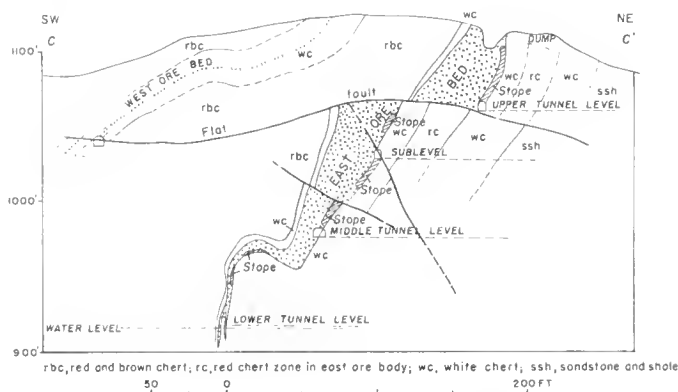 SW
NE
C
C'
1100'
rbc
wc
rbc
wc
DUMP
WEST ORE BED
BED
wc
rc
wc
ssh
Stope
UPPER TUNNEL LEVEL
rbc
Flat
fault
ORE
Stope
wc
rc
wc
ssh
rbc
EAST
SUBLEVEL
Stope
1000'
wc
Stope
MIDDLE TUNNEL LEVEL
wc
Stope
WATER LEVEL
LOWER TUNNEL LEVEL
900'
rbc, red and brown chert; rc, red chert zone in east ore body; wc, white chert; ssh, sandstone and shale
50
0
200 FT